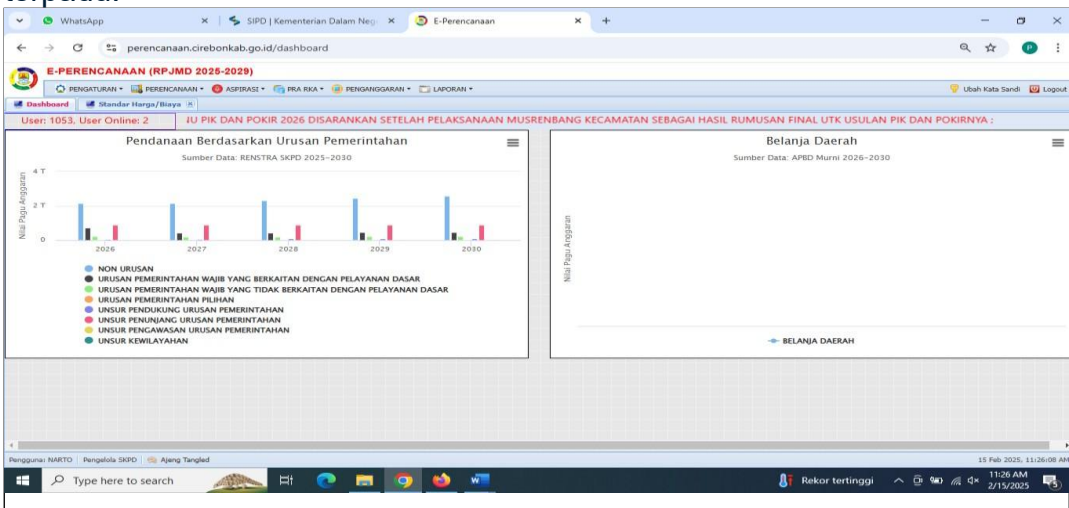 WhatsApp
SIPD | Kementerian Dalam Neg
E-Perencanaan
perencanaan.cirebonkab.go.id/dashboard
P
E-PERENCANAAN (RPJMD 2025-2029)
PENGATURAN PERENCANAAN ASPIRASI PRA RKA PENGANGGARAN LAPORAN
Ubah Kata Sandi Logout
Dashboard Standar Harga/Biaya
User: 1053, User Online: 2
NU PIK DAN POKIR 2026 DISARANKAN SETELAH PELAKSANAAN MUSRENBANG KECAMATAN SEBAGAI HASIL RUMUSAN FINAL UTK USULAN PIK DAN POKIRNYA ;
Pendanaan Berdasarkan Urusan Pemerintahan
Sumber Data: RENSTRA SKPD 2025-2030
Nilai Pagu Anggaran
4 T
2 T
0
2026 2027 2028 2029 2030
NON URUSAN
URUSAN PEMERINTAHAN WAJIB YANG BERKAITAN DENGAN PELAYANAN DASAR
URUSAN PEMERINTAHAN WAJIB YANG TIDAK BERKAITAN DENGAN PELAYANAN DASAR
URUSAN PEMERINTAHAN PILIHAN
UNSUR PENDUKUNG URUSAN PEMERINTAHAN
UNSUR PENUNJANG URUSAN PEMERINTAHAN
UNSUR PENGAWASAN URUSAN PEMERINTAHAN
UNSUR KEWILAYAHAN
Belanja Daerah
Sumber Data: APBD Murni 2026-2030
Nilai Pagu Anggaran
BELANJA DAERAH
Pengguna: NARTO Pengelola SKPD Ajeng Tangled
15 Feb 2025, 11:26:08 AM
Type here to search
Rekor tertinggi
11:26 AM
2/15/2025